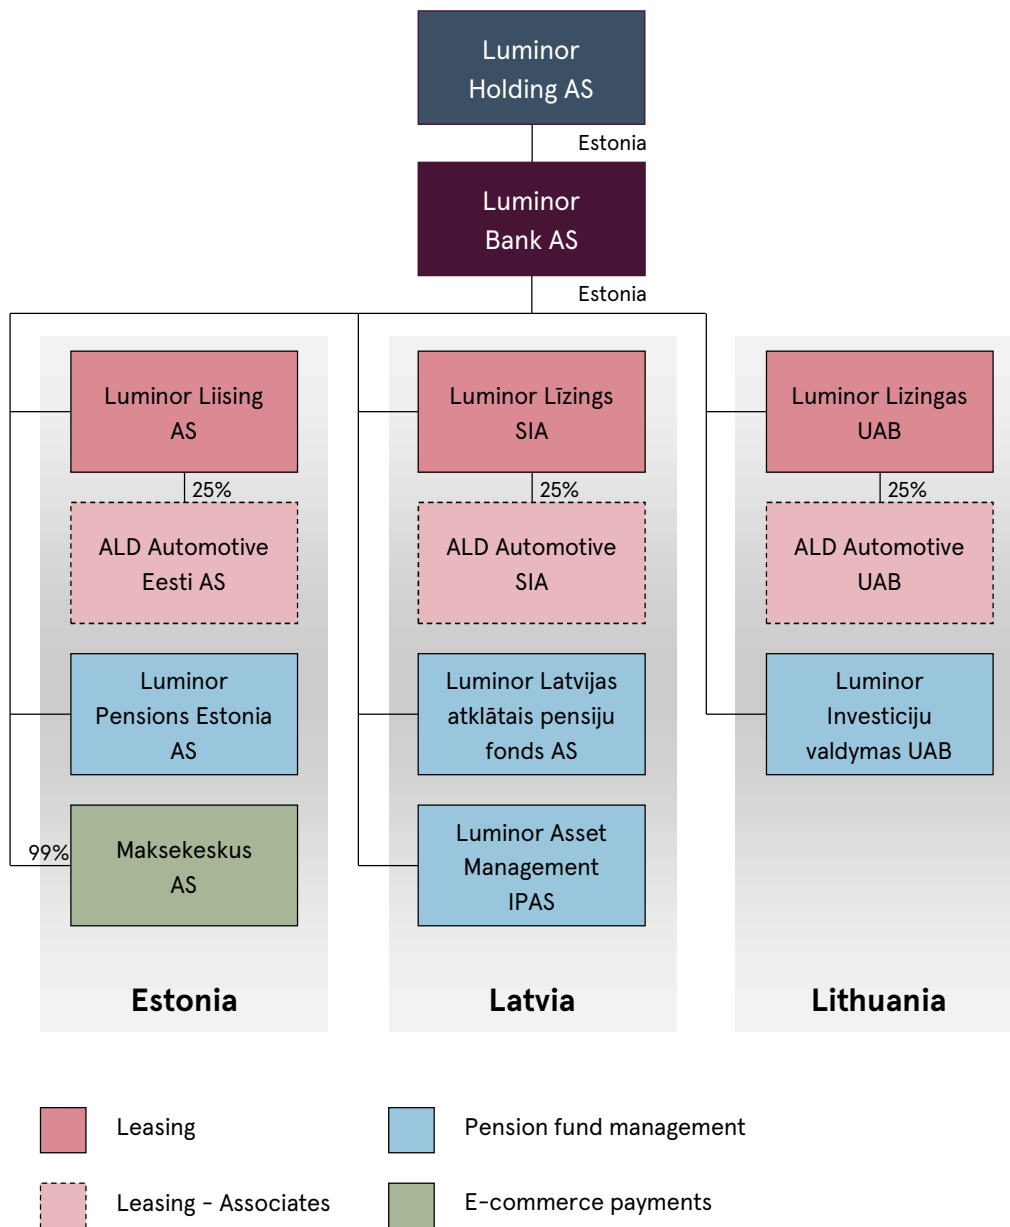 Luminor
Holding AS
Estonia
Luminor
Bank AS
Estonia
Luminor Liising
AS
25%
ALD Automotive
Eesti AS
Luminor
Pensions Estonia
AS
99%
Maksekeskus
AS
Estonia
Luminor Līzings
SIA
25%
ALD Automotive
SIA
Luminor Latvijas
atklātais pensiju
fonds AS
Luminor Asset
Management
IPAS
Latvia
Luminor Lizingas
UAB
25%
ALD Automotive
UAB
Luminor
Investiciju
valdymas UAB
Lithuania
Leasing
Pension fund management
Leasing - Associates
E-commerce payments